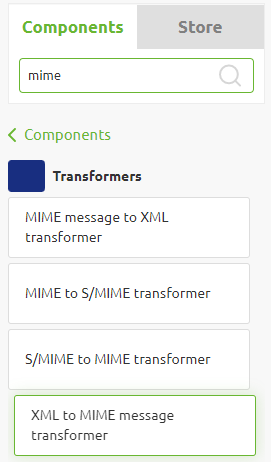 Components
Store
mime
Components
Transformers
MIME message to XML
transformer
MIME to S/MIME transformer
S/MIME to MIME transformer
XML to MIME message
transformer